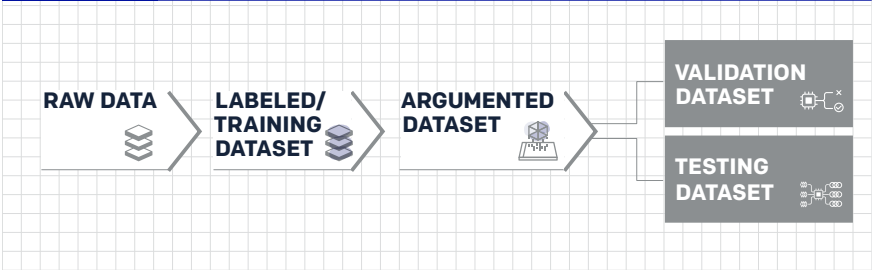 RAW DATA
LABELED/
TRAINING
DATASET
ARGUMENTED
DATASET
VALIDATION
DATASET
TESTING
DATASET